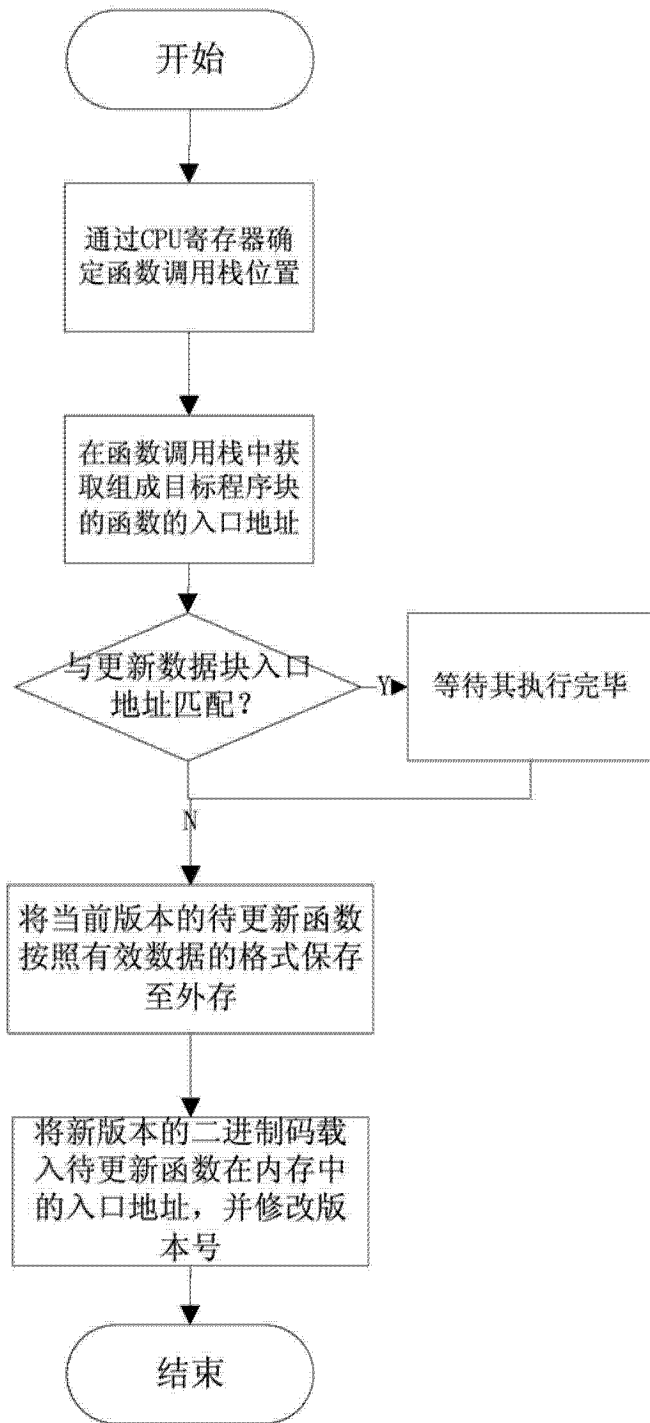 开始
通过CPU寄存器确
定函数调用栈位置
在函数调用栈中获
取组成目标程序块
的函数的入口地址
与更新数据块入口
地址匹配?
Y
等待其执行完毕
N
将当前版本的待更新函数
按照有效数据的格式保存
至外存
将新版本的二进制码载
入待更新函数在内存中
的入口地址，并修改版
本号
结束